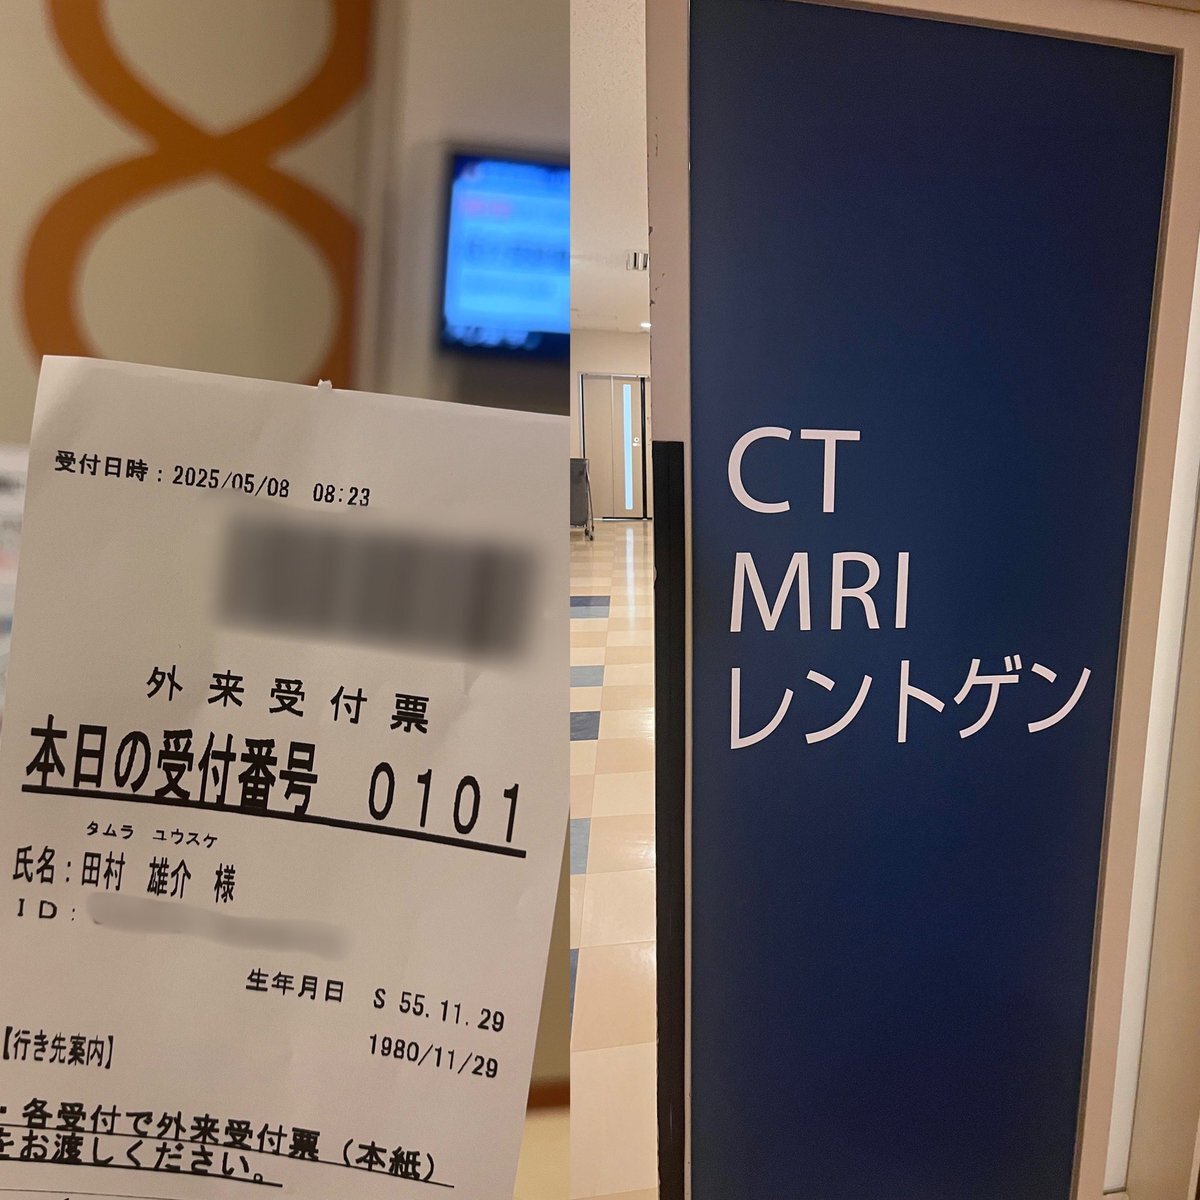 受付日時：2025/05/08 08:23
外来受付票
本日の受付番号 0101
タムラ ユウスケ
氏名：田村 雄介 様
ID：
生年月日 S 55.11.29
1980/11/29
【行き先案内】
・各受付で外来受付票（本紙）
をお渡しください。
CT
MRI
レントゲン